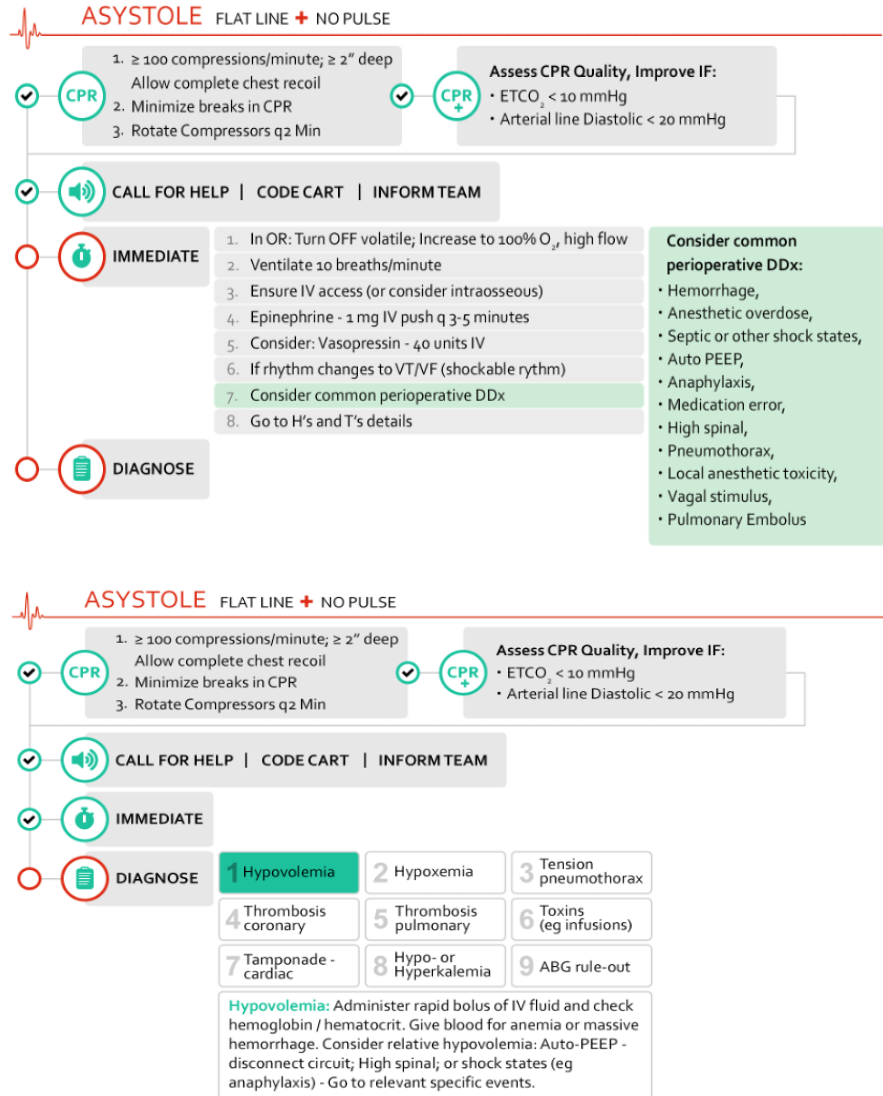 ASYSTOLE FLAT LINE + NO PULSE
CPR
1. ≥ 100 compressions/minute; ≥ 2" deep
Allow complete chest recoil
2. Minimize breaks in CPR
3. Rotate Compressors q2 Min
CPR
+
Assess CPR Quality, Improve IF:
• ETCO₂ < 10 mmHg
• Arterial line Diastolic < 20 mmHg
CALL FOR HELP | CODE CART | INFORM TEAM
IMMEDIATE
1. In OR: Turn OFF volatile; Increase to 100% O₂, high flow
2. Ventilate 10 breaths/minute
3. Ensure IV access (or consider intraosseous)
4. Epinephrine - 1 mg IV push q 3-5 minutes
5. Consider: Vasopressin - 40 units IV
6. If rhythm changes to VT/VF (shockable rythm)
7. Consider common perioperative DDx
8. Go to H's and T's details
Consider common
perioperative DDx:
• Hemorrhage,
• Anesthetic overdose,
• Septic or other shock states,
• Auto PEEP,
• Anaphylaxis,
• Medication error,
• High spinal,
• Pneumothorax,
• Local anesthetic toxicity,
• Vagal stimulus,
• Pulmonary Embolus
DIAGNOSE
ASYSTOLE FLAT LINE + NO PULSE
CPR
1. ≥ 100 compressions/minute; ≥ 2" deep
Allow complete chest recoil
2. Minimize breaks in CPR
3. Rotate Compressors q2 Min
CPR
+
Assess CPR Quality, Improve IF:
• ETCO₂ < 10 mmHg
• Arterial line Diastolic < 20 mmHg
CALL FOR HELP | CODE CART | INFORM TEAM
IMMEDIATE
DIAGNOSE
1 Hypovolemia
2 Hypoxemia
3 Tension
pneumothorax
4 Thrombosis
coronary
5 Thrombosis
pulmonary
6 Toxins
(eg infusions)
7 Tamponade -
cardiac
8 Hypo- or
Hyperkalemia
9 ABG rule-out
Hypovolemia: Administer rapid bolus of IV fluid and check
hemoglobin / hematocrit. Give blood for anemia or massive
hemorrhage. Consider relative hypovolemia: Auto-PEEP -
disconnect circuit; High spinal; or shock states (eg
anaphylaxis) - Go to relevant specific events.